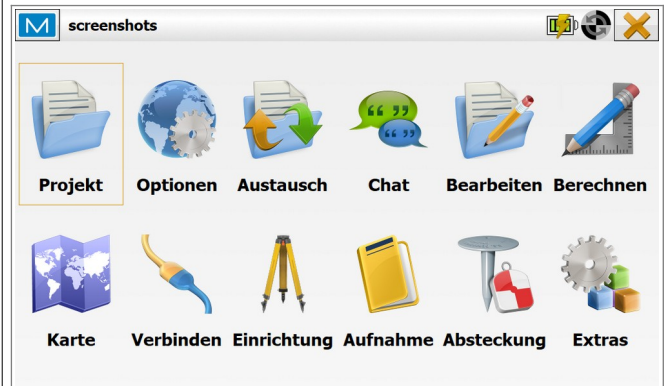 screenshots
Projekt Optionen Austausch Chat Bearbeiten Berechnen
Karte Verbinden Einrichtung Aufnahme Absteckung Extras